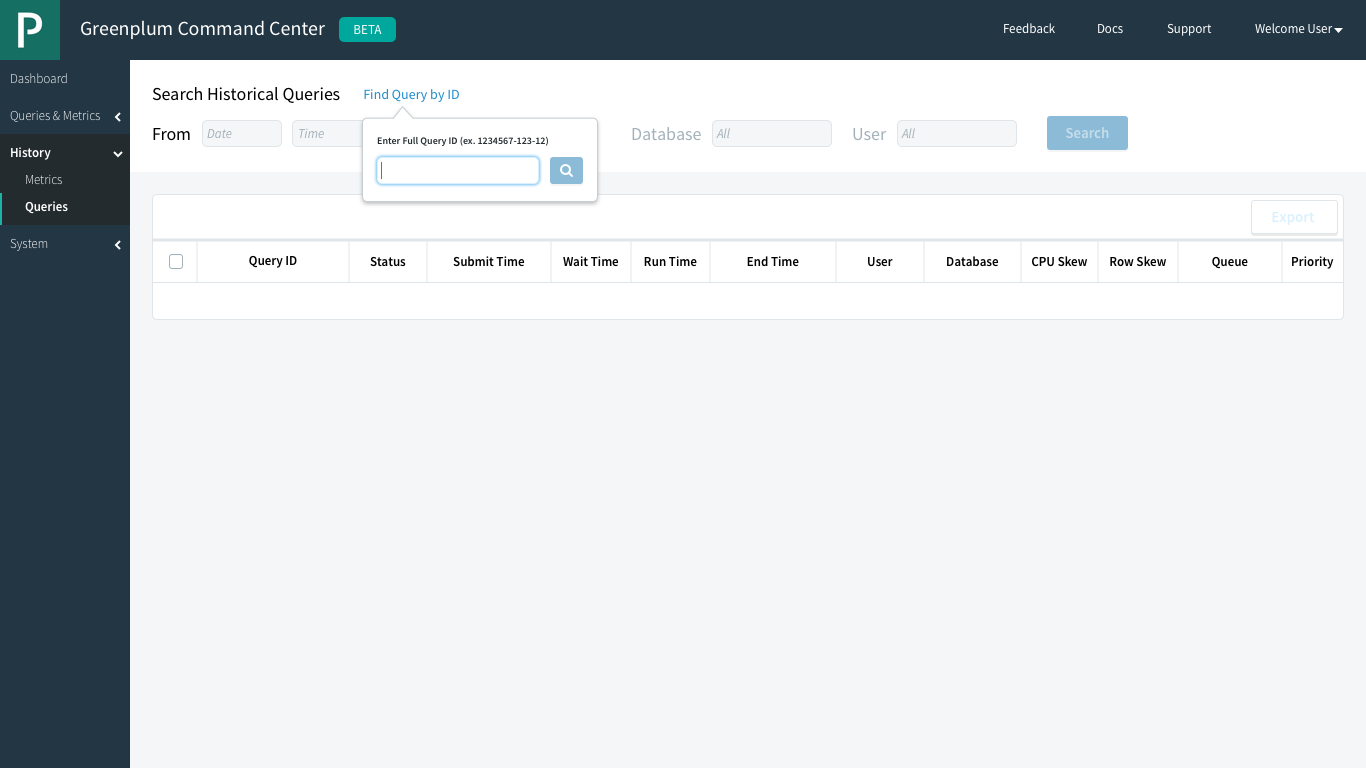 P
Greenplum Command Center
BETA
Feedback
Docs
Support
Welcome User
Dashboard
Queries & Metrics
History
Metrics
Queries
System
Search Historical Queries
Find Query by ID
From
Date
Time
Database
All
User
All
Search
Enter Full Query ID (ex. 1234567-123-12)
Export
Query ID
Status
Submit Time
Wait Time
Run Time
End Time
User
Database
CPU Skew
Row Skew
Queue
Priority